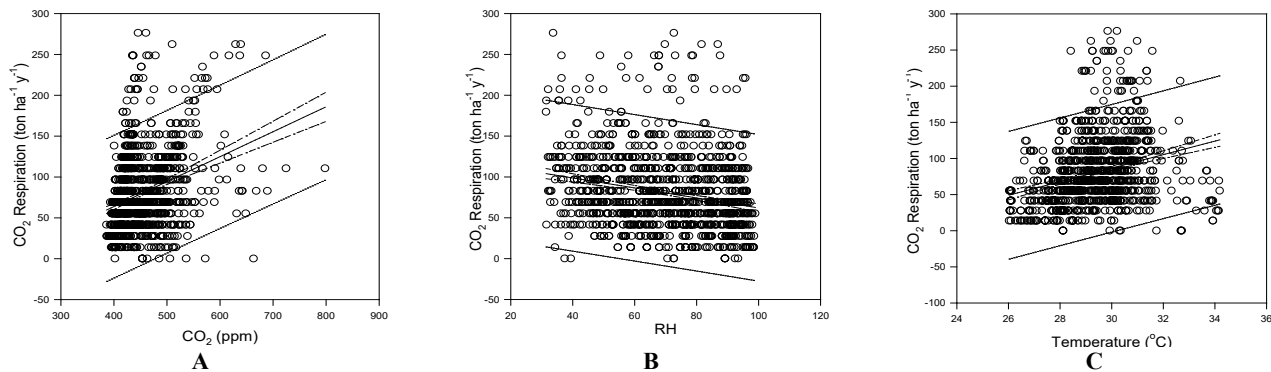 300
250
200
150
100
50
0
-50
300 400 500 600 700 800 900
CO₂ Respiration (ton ha⁻¹ y⁻¹)
CO₂ (ppm)
A
300
250
200
150
100
50
0
-50
20 40 60 80 100 120
CO₂ Respiration (ton ha⁻¹ y⁻¹)
RH
B
300
250
200
150
100
50
0
-50
-100
24 26 28 30 32 34 36
CO₂ Respiration (ton ha⁻¹ y⁻¹)
Temperature (°C)
C